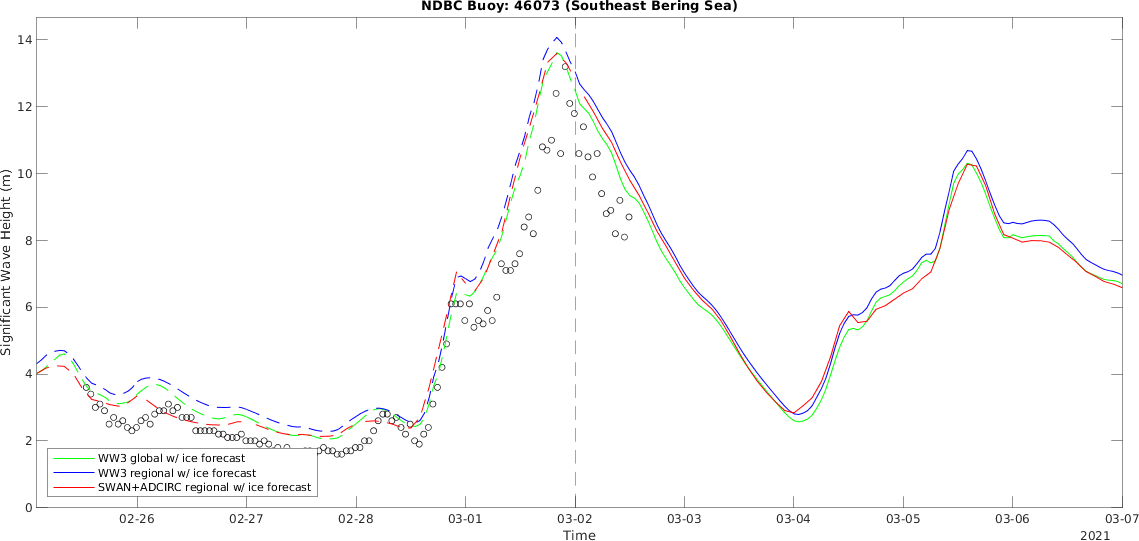 NDBC Buoy: 46073 (Southeast Bering Sea)
14
12
10
8
6
4
2
0
Significant Wave Height (m)
WW3 global w/ ice forecast
WW3 regional w/ ice forecast
SWAN+ADCIRC regional w/ ice forecast
02-26 02-27 02-28 03-01 03-02 03-03 03-04 03-05 03-06 03-07
Time
2021